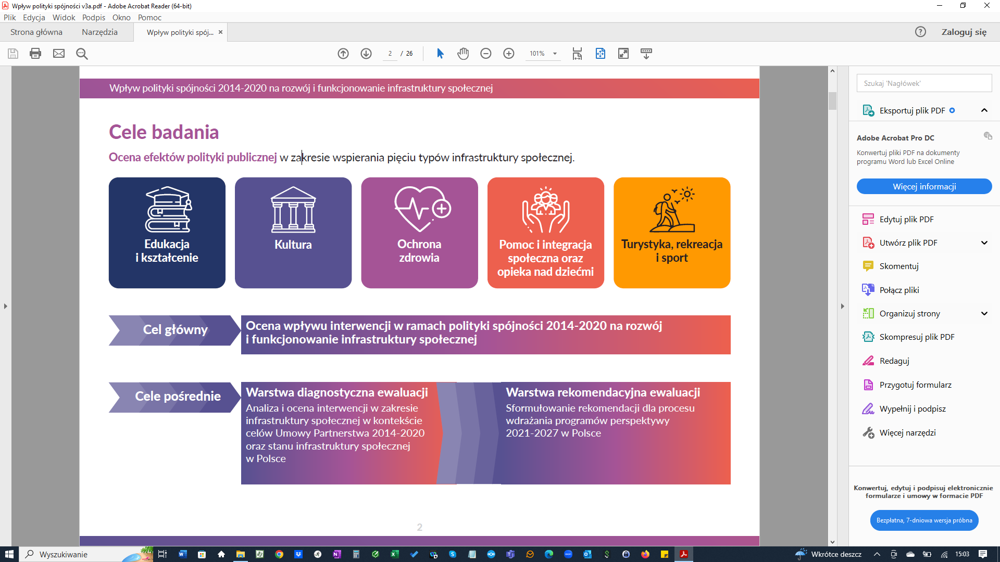 Wpływ polityki spójności v3a.pdf - Adobe Acrobat Reader (64-bit)
Plik Edycja Widok Podpis Okno Pomoc
Strona główna Narzędzia Wpływ polityki spój... × Zaloguj się
2 / 26 101%
Wpływ polityki spójności 2014-2020 na rozwój i funkcjonowanie infrastruktury społecznej
Cele badania
Ocena efektów polityki publicznej w zakresie wspierania pięciu typów infrastruktury społecznej.
Edukacja
i kształcenie
Kultura
Ochrona
zdrowia
Pomoc i integracja
społeczna oraz
opieka nad dziećmi
Turystyka, rekreacja
i sport
Cel główny
Ocena wpływu interwencji w ramach polityki spójności 2014-2020 na rozwój
i funkcjonowanie infrastruktury społecznej
Cele pośrednie
Warstwa diagnostyczna ewaluacji
Analiza i ocena interwencji w zakresie
infrastruktury społecznej w kontekście
celów Umowy Partnerstwa 2014-2020
oraz stanu infrastruktury społecznej
w Polsce
Warstwa rekomendacyjna ewaluacji
Sformułowanie rekomendacji dla procesu
wdrażania programów perspektywy
2021-2027 w Polsce
2
Szukaj 'Nagłówek'
Eksportuj plik PDF
Adobe Acrobat Pro DC
Konwertuj pliki PDF na dokumenty
programu Word lub Excel Online
Więcej informacji
Edytuj plik PDF
Utwórz plik PDF
Skomentuj
Połącz pliki
Organizuj strony
Skompresuj plik PDF
Redaguj
Przygotuj formularz
Wypełnij i podpisz
Więcej narzędzi
Konwertuj, edytuj i podpisuj elektronicznie
formularze i umowy w formacie PDF
Bezpłatna, 7-dniowa wersja próbna
Wyszukiwanie
Wkrótce deszcz
15:03